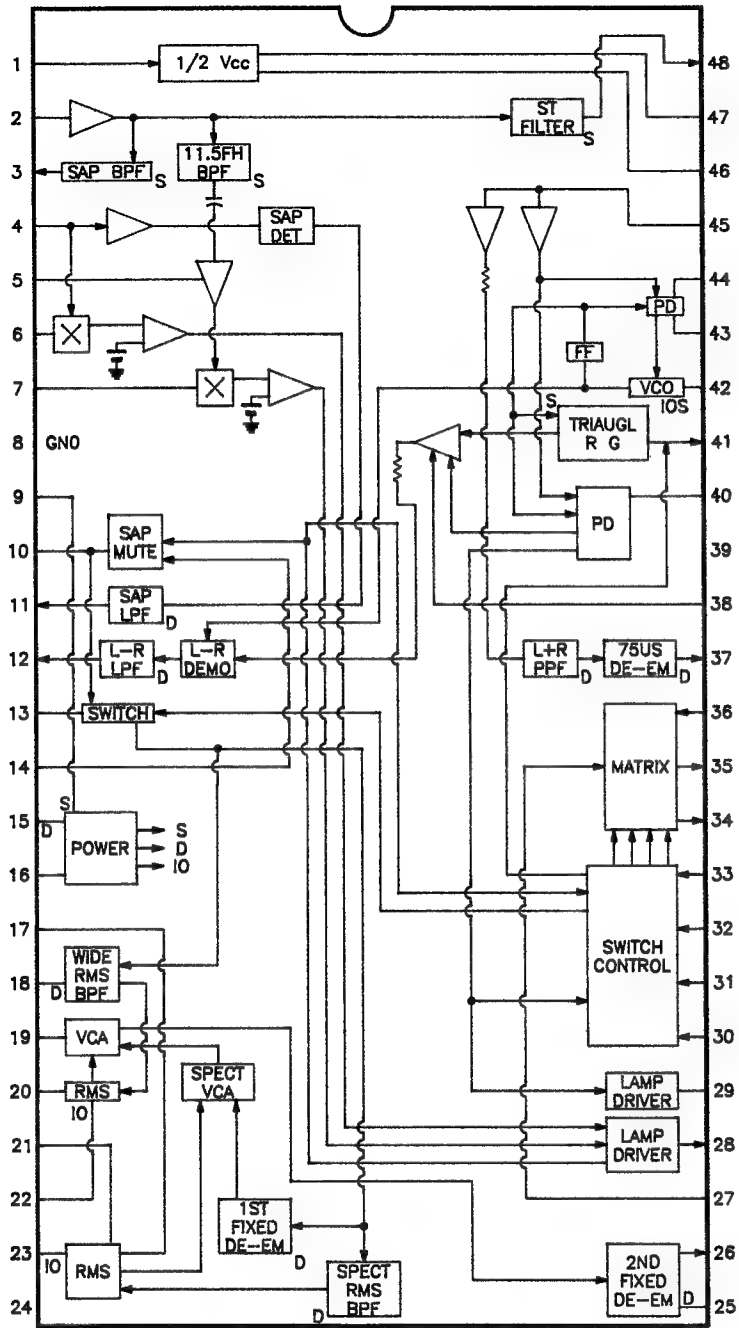 1
1/2 Vcc
48
2
ST
FILTER
S
47
3
SAP BPF
S
11.5FH
BPF
S
46
4
SAP
DET
45
5
44
PD
43
6
FF
7
VCO
IOS
42
8
GNO
S
TRIAUGL
R G
41
9
40
10
SAP
MUTE
PD
39
11
SAP
LPF
D
38
12
L-R
LPF
D
L-R
DEMO
L+R
PPF
D
75US
DE-EM
D
37
13
SWITCH
36
14
MATRIX
35
15
S
D
POWER
S
D
IO
34
16
33
17
32
18
WIDE
RMS
BPF
D
SWITCH
CONTROL
31
19
VCA
30
20
RMS
IO
SPECT
VCA
LAMP
DRIVER
29
21
LAMP
DRIVER
28
22
27
1ST
FIXED
DE-EM
D
23
IO
RMS
26
2ND
FIXED
DE-EM
D
24
SPECT
RMS
BPF
D
25